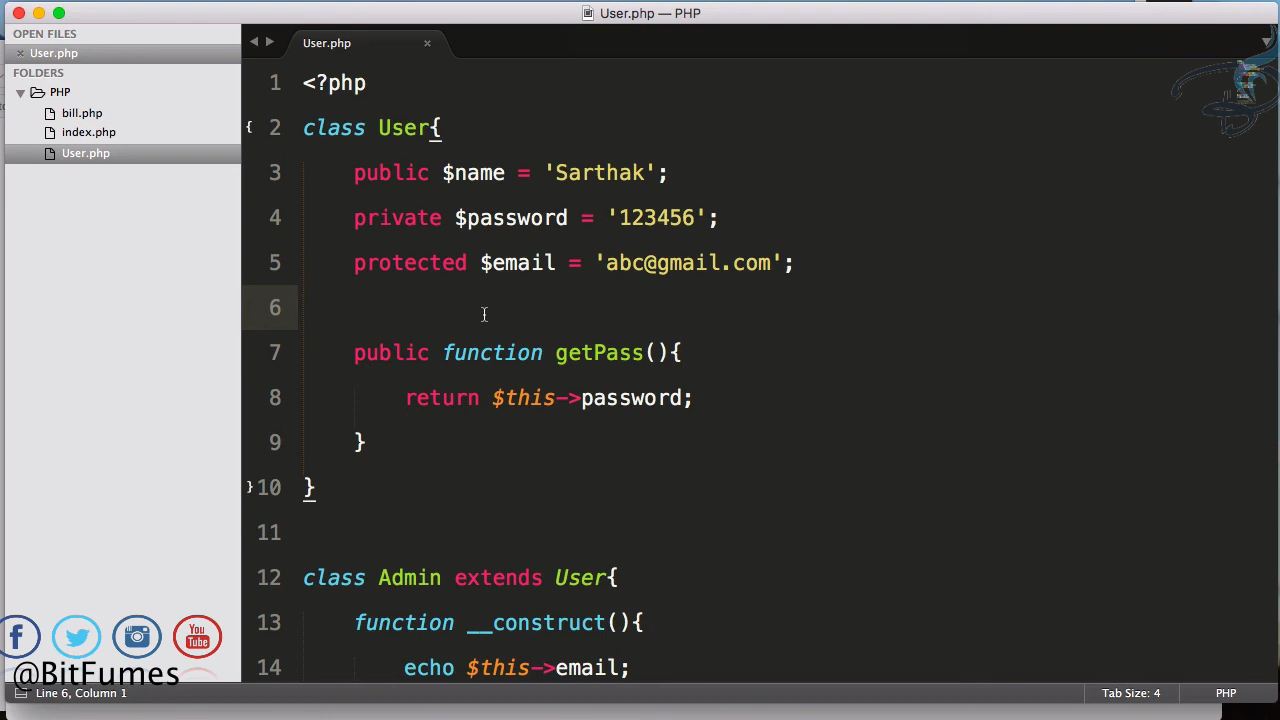 User.php — PHP
OPEN FILES
User.php
FOLDERS
PHP
bill.php
index.php
User.php
User.php
1 <?php
2 class User{
3 public $name = 'Sarthak';
4 private $password = '123456';
5 protected $email = 'abc@gmail.com';
6
7 public function getPass(){
8 return $this->password;
9 }
10 }
11
12 class Admin extends User{
13 function __construct(){
14 echo $this->email;
You
Tube
@BitFumes
Line 6, Column 1
Tab Size: 4
PHP